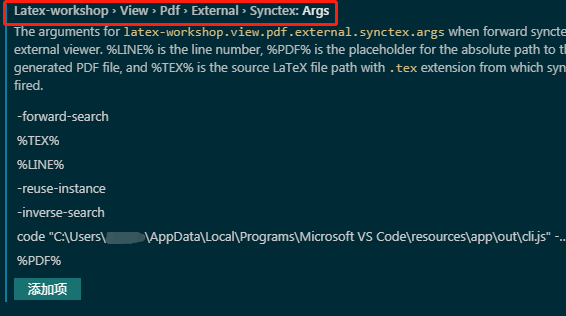 Latex-workshop › View › Pdf › External › Synctex: Args
The arguments for latex-workshop.view.pdf.external.synctex.args when forward syncte
external viewer. %LINE% is the line number, %PDF% is the placeholder for the absolute path to th
generated PDF file, and %TEX% is the source LaTeX file path with .tex extension from which syn
fired.
-forward-search
%TEX%
%LINE%
-reuse-instance
-inverse-search
code "C:\Users\ \AppData\Local\Programs\Microsoft VS Code\resources\app\out\cli.js" -...
%PDF%
添加项